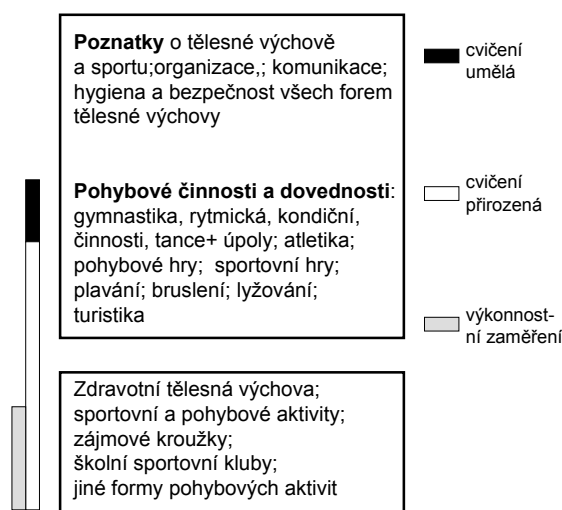 Poznatky o tělesné výchově
a sportu;organizace,; komunikace;
hygiena a bezpečnost všech forem
tělesné výchovy
Pohybové činnosti a dovednosti:
gymnastika, rytmická, kondiční,
činnosti, tance+ úpoly; atletika;
pohybové hry; sportovní hry;
plavání; bruslení; lyžování;
turistika
Zdravotní tělesná výchova;
sportovní a pohybové aktivity;
zájmové kroužky;
školní sportovní kluby;
jiné formy pohybových aktivit
cvičení
umělá
cvičení
přirozená
výkonnost-
ní zaměření